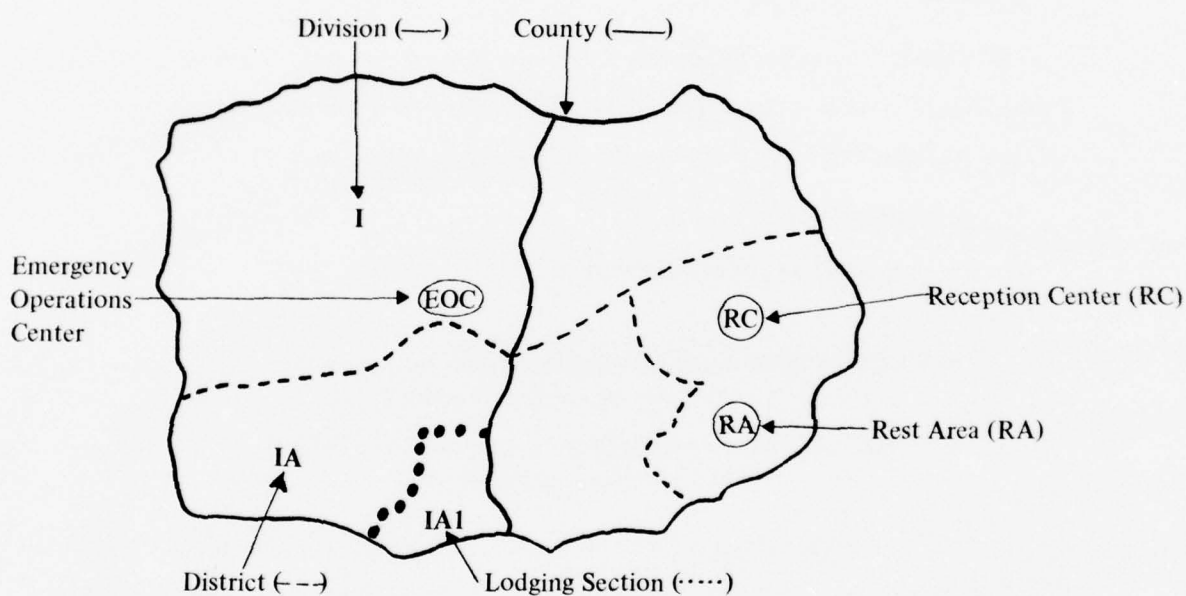 Division (—)
County (—)
I
Emergency
Operations
Center
EOC
RC
Reception Center (RC)
RA
Rest Area (RA)
IA
IA1
District (---)
Lodging Section (·····)